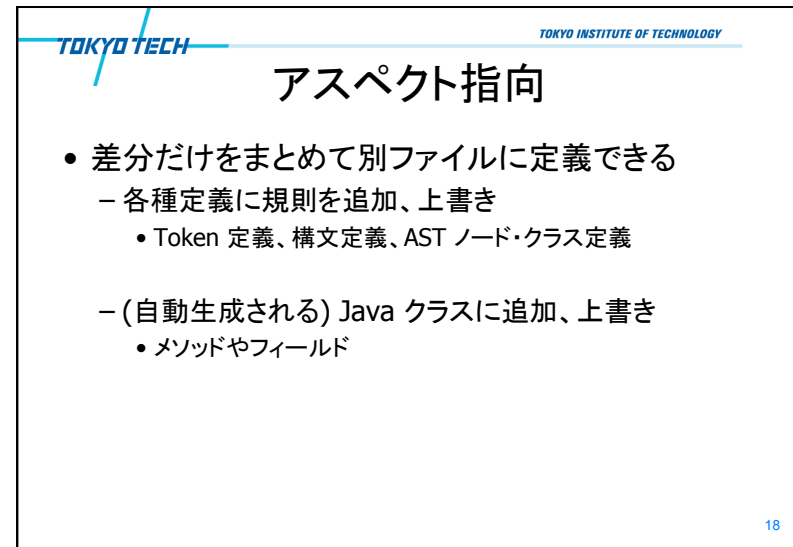 TOKYO TECH
TOKYO INSTITUTE OF TECHNOLOGY
アスペクト指向
• 差分だけをまとめて別ファイルに定義できる
– 各種定義に規則を追加、上書き
• Token 定義、構文定義、AST ノード・クラス定義
– (自動生成される) Java クラスに追加、上書き
• メソッドやフィールド
18